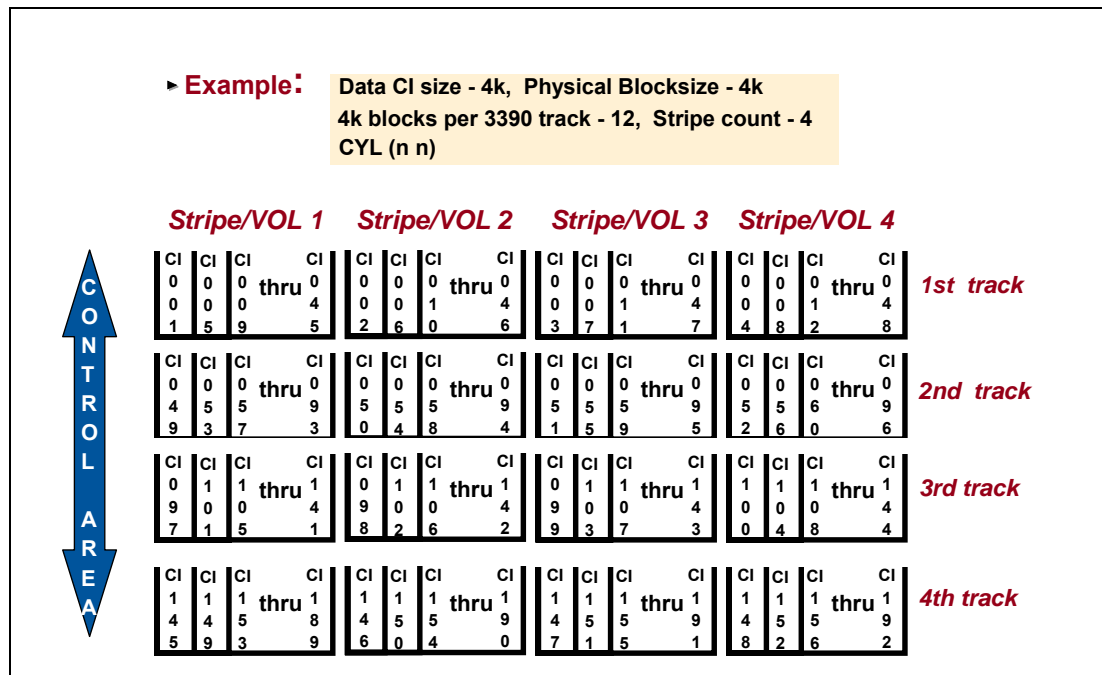 ► Example:
Data CI size - 4k, Physical Blocksize - 4k
4k blocks per 3390 track - 12, Stripe count - 4
CYL (n n)
Stripe/VOL 1 Stripe/VOL 2 Stripe/VOL 3 Stripe/VOL 4
CONTROL AREA
CI 001 CI 005 CI 009 thru CI 045 CI 002 CI 006 CI 010 thru CI 046 CI 003 CI 007 CI 011 thru CI 047 CI 004 CI 008 CI 012 thru CI 048 1st track
CI 049 CI 053 CI 057 thru CI 093 CI 050 CI 054 CI 058 thru CI 094 CI 051 CI 055 CI 059 thru CI 095 CI 052 CI 056 CI 060 thru CI 096 2nd track
CI 097 CI 101 CI 105 thru CI 141 CI 098 CI 102 CI 106 thru CI 142 CI 099 CI 103 CI 107 thru CI 143 CI 100 CI 104 CI 108 thru CI 144 3rd track
CI 145 CI 149 CI 153 thru CI 189 CI 146 CI 150 CI 154 thru CI 190 CI 147 CI 151 CI 155 thru CI 191 CI 148 CI 152 CI 156 thru CI 192 4th track